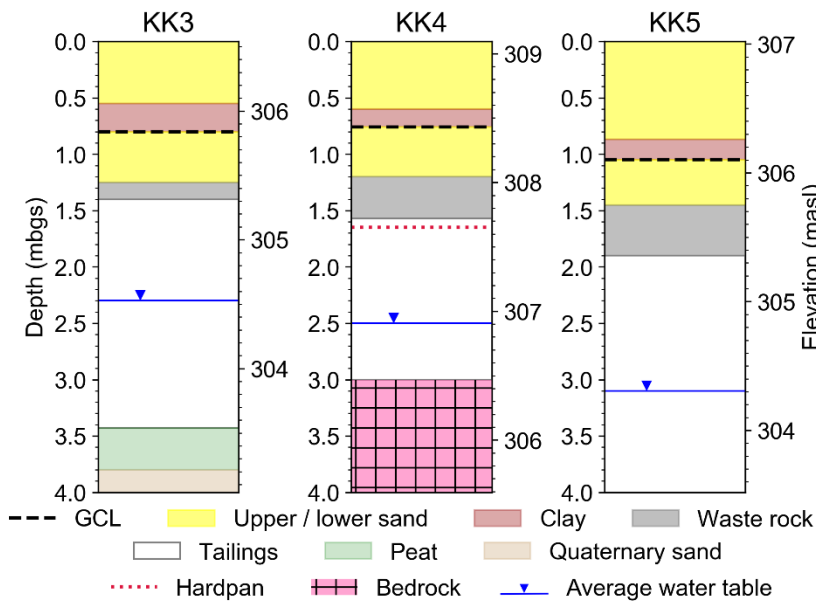 KK3 KK4 KK5
0.0 0.0 309 0.0 307
0.5 306 0.5 0.5
1.0 1.0 308 1.0 306
1.5 305 1.5 1.5
2.0 2.0 307 2.0 305
2.5 304 2.5 2.5
3.0 3.0 306 3.0 304
3.5 3.5 3.5
4.0 4.0 4.0
Depth (mbgs)
Elevation (masl)
GCL Upper / lower sand Clay Waste rock
Tailings Peat Quaternary sand
Hardpan Bedrock Average water table